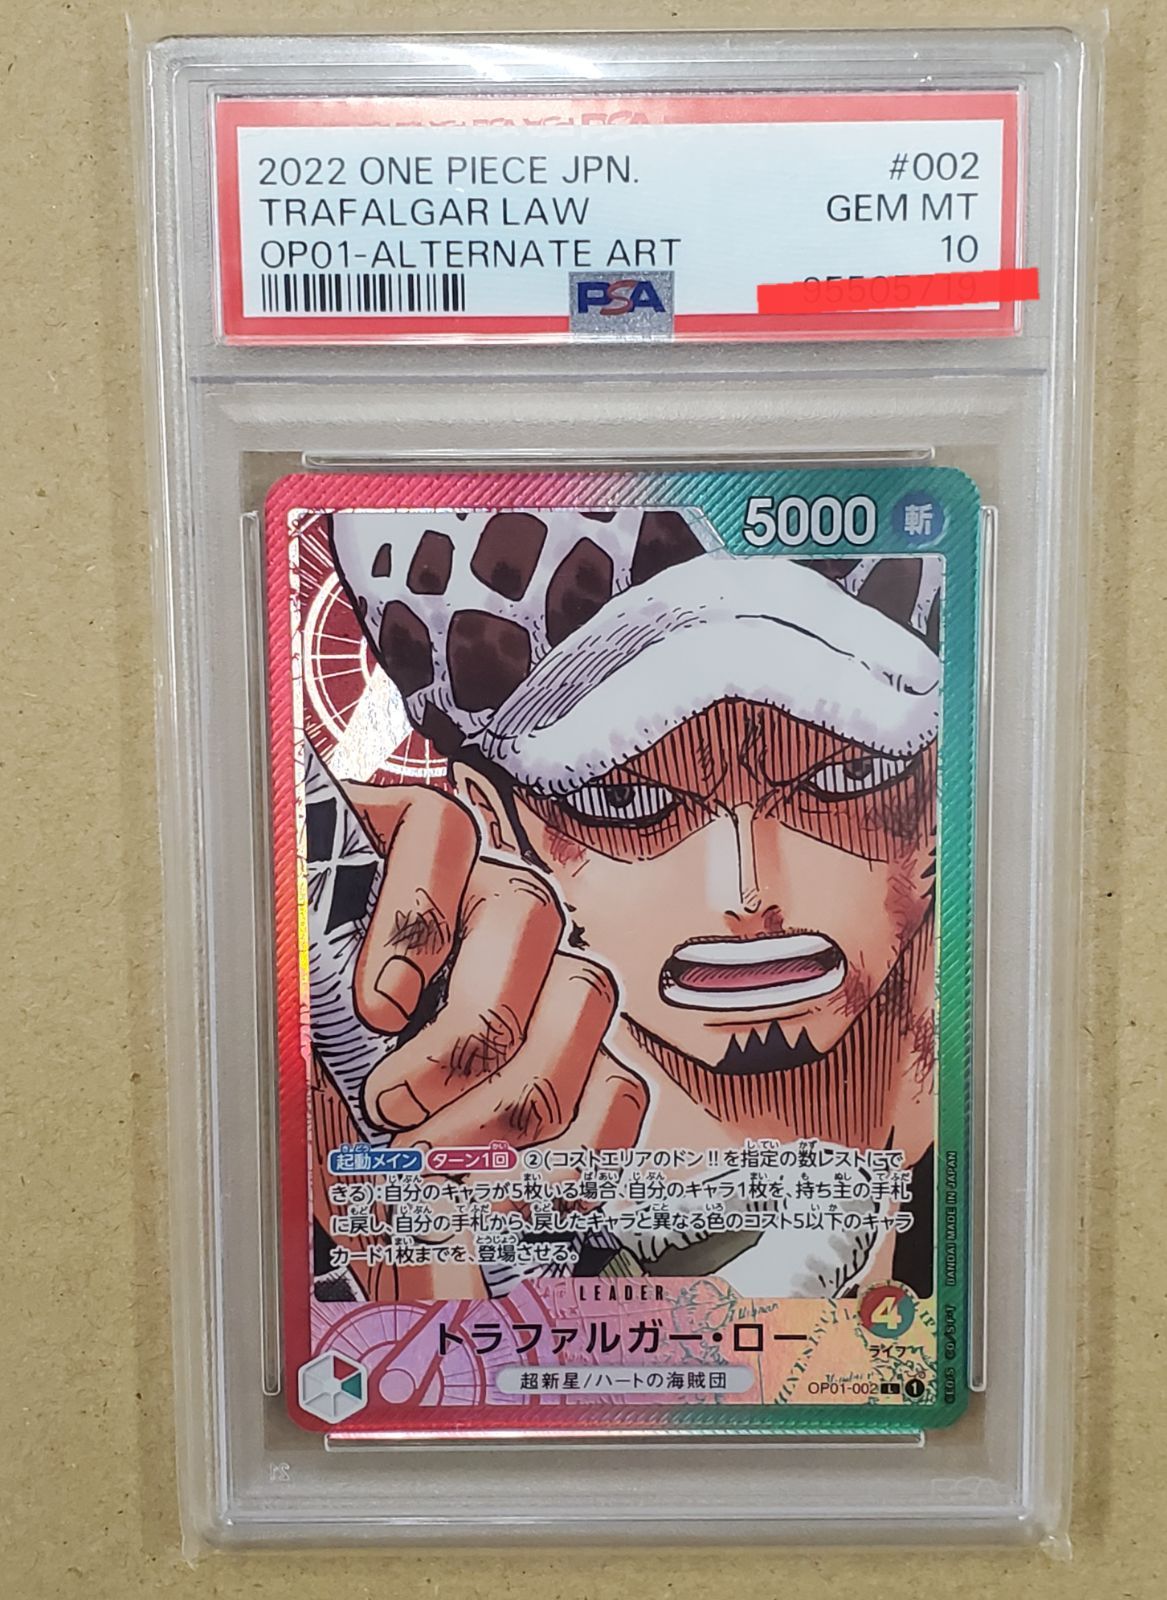 2022 ONE PIECE JPN.
#002
TRAFALGAR LAW
GEM MT
OP01-ALTERNATE ART
10
PSA
5000
斬
起動メイン ターン1回 ②(コストエリアのドン!!を指定の数レストにで
きる):自分のキャラが5枚いる場合、自分のキャラ1枚を、持ち主の手札
に戻し、自分の手札から、戻したキャラと異なる色のコスト5以下のキャラ
カード1枚までを、登場させる。
LEADER
4
トラファルガー・ロー
ライフ
超新星/ハートの海賊団
OP01-002 L 1
BANDAI MADE IN JAPAN